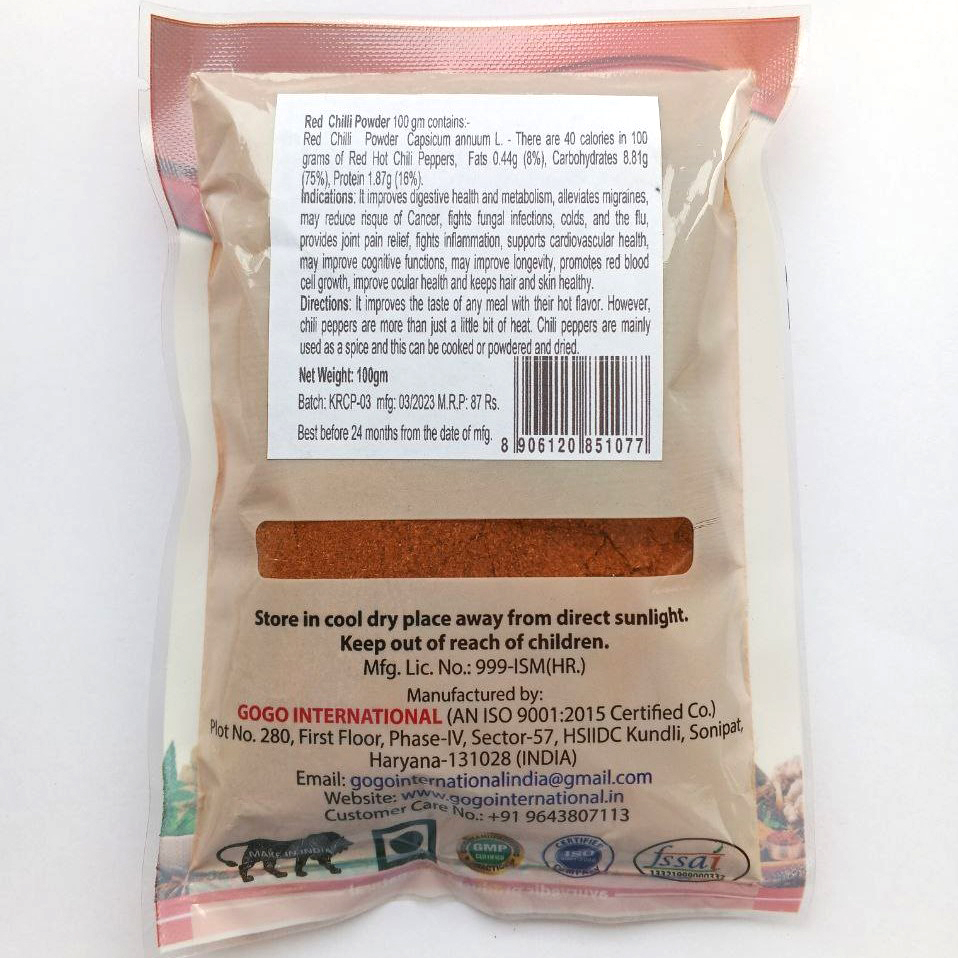 Red Chilli Powder 100 gm contains:-
Red Chilli Powder Capsicum annuum L. - There are 40 calories in 100
grams of Red Hot Chili Peppers, Fats 0.44g (8%), Carbohydrates 8.81g
(75%), Protein 1.87g (16%).
Indications: It improves digestive health and metabolism, alleviates migraines,
may reduce risque of Cancer, fights fungal infections, colds, and the flu,
provides joint pain relief, fights inflammation, supports cardiovascular health,
may improve cognitive functions, may improve longevity, promotes red blood
cell growth, improve ocular health and keeps hair and skin healthy.
Directions: It improves the taste of any meal with their hot flavor. However,
chili peppers are more than just a little bit of heat. Chili peppers are mainly
used as a spice and this can be cooked or powdered and dried.
Net Weight: 100gm
Batch: KRCP-03 mfg: 03/2023 M.R.P: 87 Rs.
Best before 24 months from the date of mfg.
8 906120 851077
Store in cool dry place away from direct sunlight.
Keep out of reach of children.
Mfg. Lic. No.: 999-ISM(HR.)
Manufactured by:
GOGO INTERNATIONAL (AN ISO 9001:2015 Certified Co.)
Plot No. 280, First Floor, Phase-IV, Sector-57, HSIIDC Kundli, Sonipat,
Haryana-131028 (INDIA)
Email: gogointernationalindia@gmail.com
Website: www.gogointernational.in
Customer Care No.: +91 9643807113
MAKE IN INDIA
GMP
CERTIFIED
CERTIFIED
ISO
COMPANY
fssai